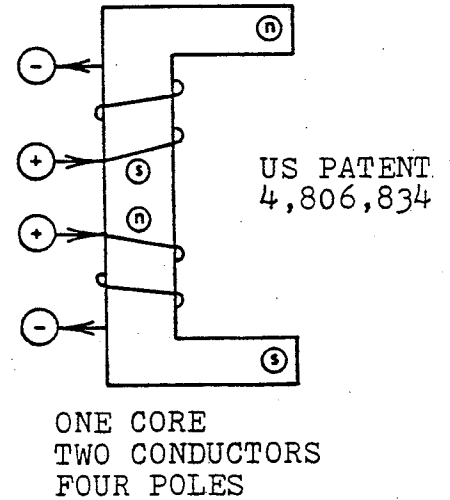 n
-
+
s
US PATENT
4,806,834
n
+
-
s
ONE CORE
TWO CONDUCTORS
FOUR POLES